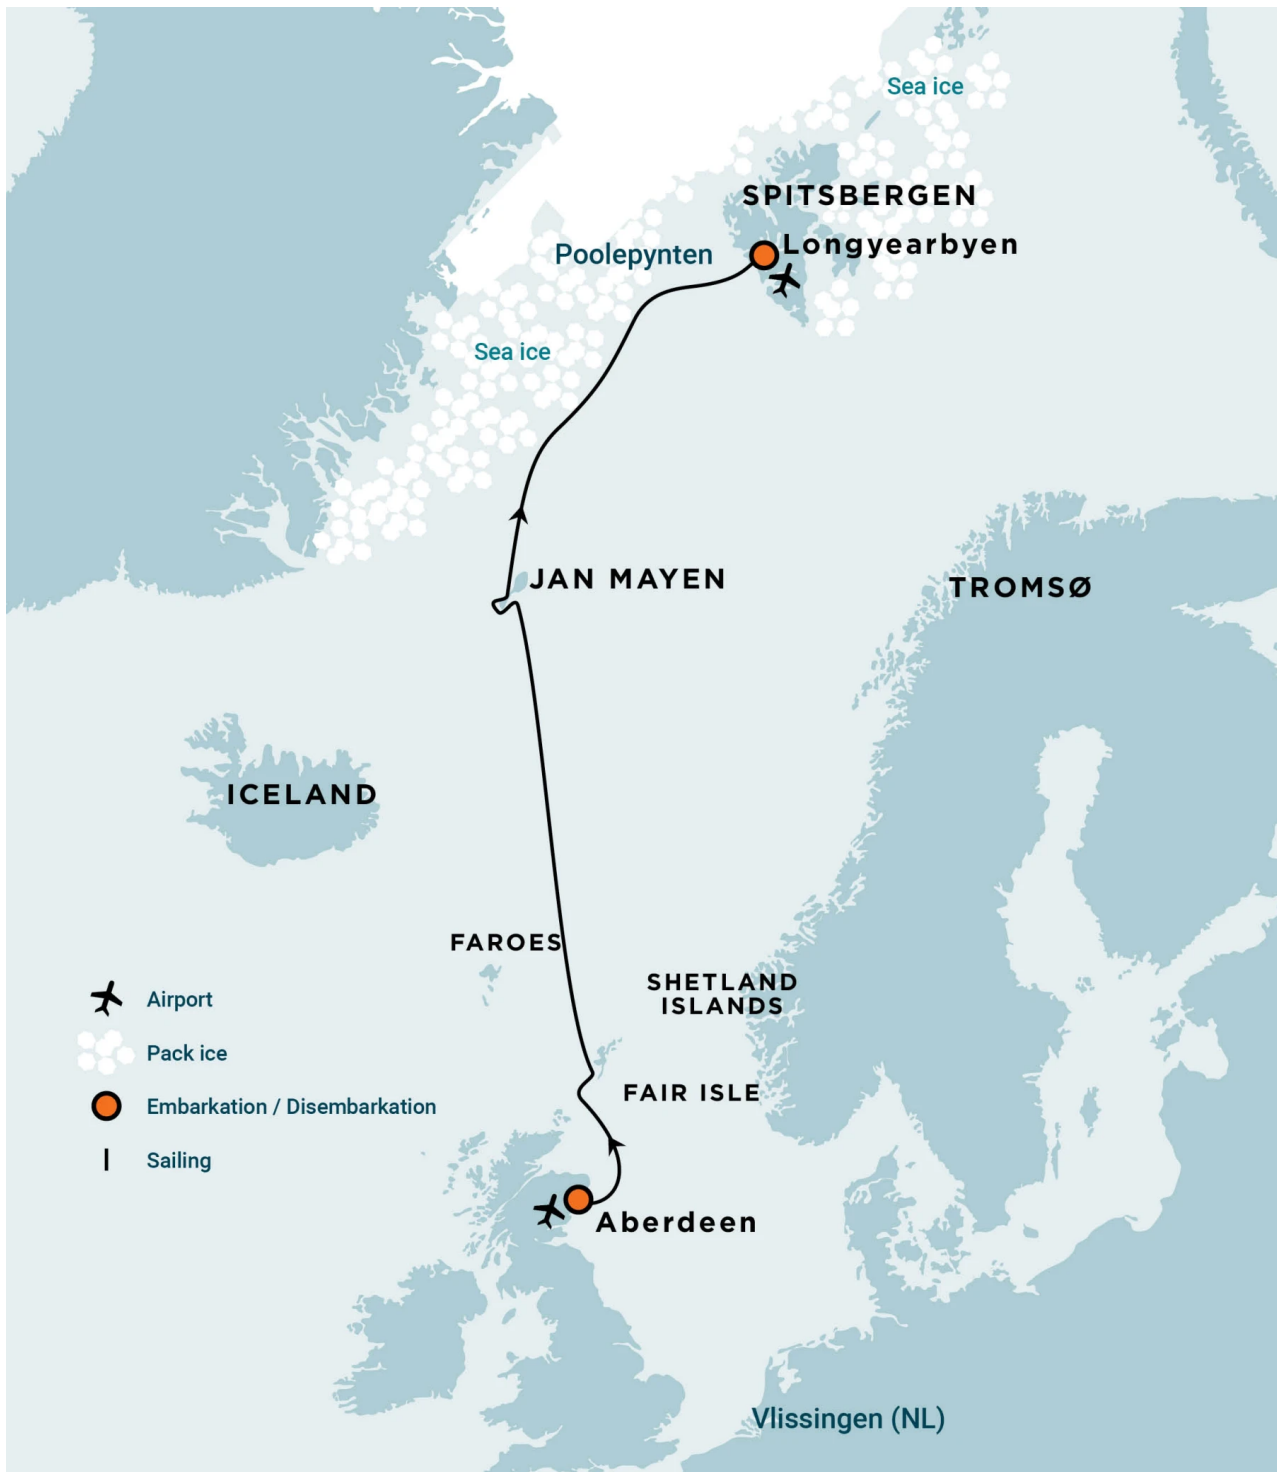 Sea ice
SPITSBERGEN
Longyearbyen
Poolepynten
Sea ice
JAN MAYEN
TROMSØ
ICELAND
FAROES
SHETLAND
ISLANDS
FAIR ISLE
Airport
Pack ice
Embarkation / Disembarkation
Sailing
Aberdeen
Vlissingen (NL)